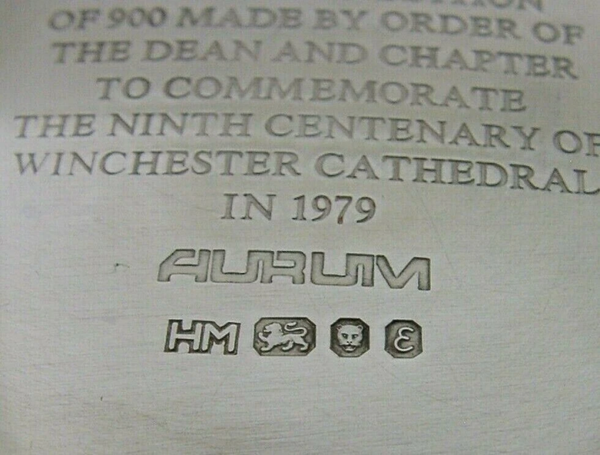 OF 900 MADE BY ORDER OF
THE DEAN AND CHAPTER
TO COMMEMORATE
THE NINTH CENTENARY OF
WINCHESTER CATHEDRAL
IN 1979
AURUM
HM ε